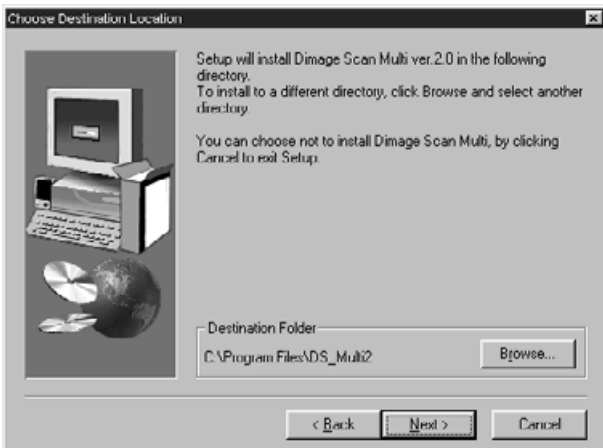 Choose Destination Location
Setup will install Dimage Scan Multi ver.2.0 in the following
directory.
To install to a different directory, click Browse and select another
directory.
You can choose not to install Dimage Scan Multi, by clicking
Cancel to exit Setup.
Destination Folder
C:\Program Files\DS_Multi2
Browse...
< Back
Next >
Cancel